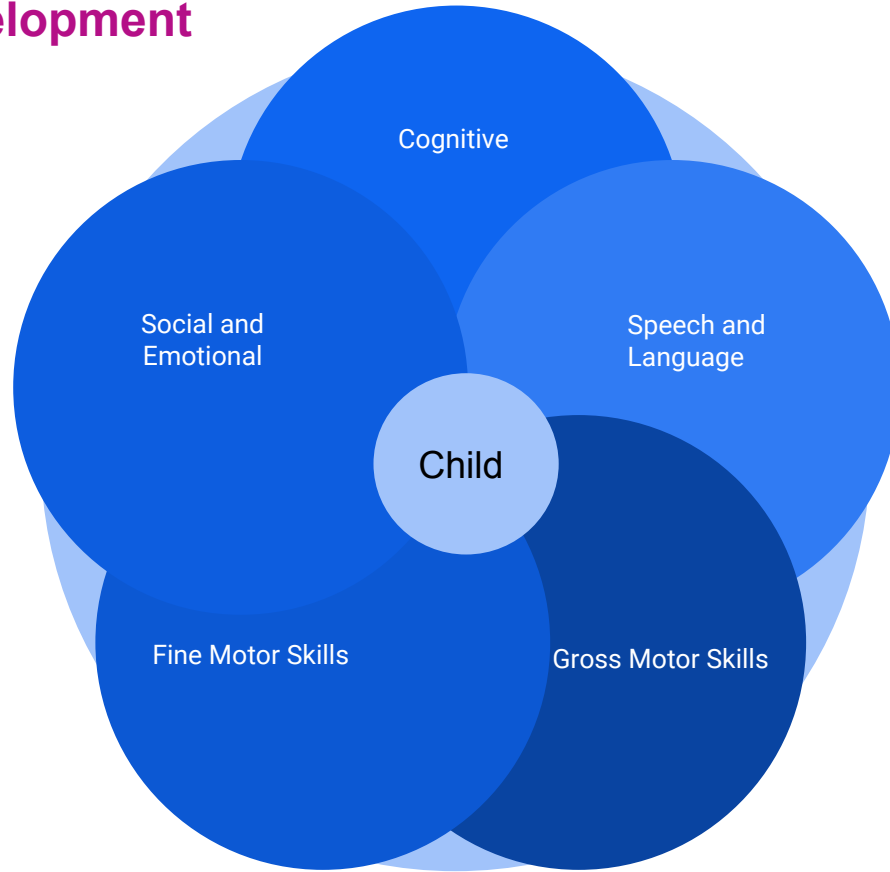 elopment
Cognitive
Social and
Emotional
Speech and
Language
Child
Fine Motor Skills
Gross Motor Skills